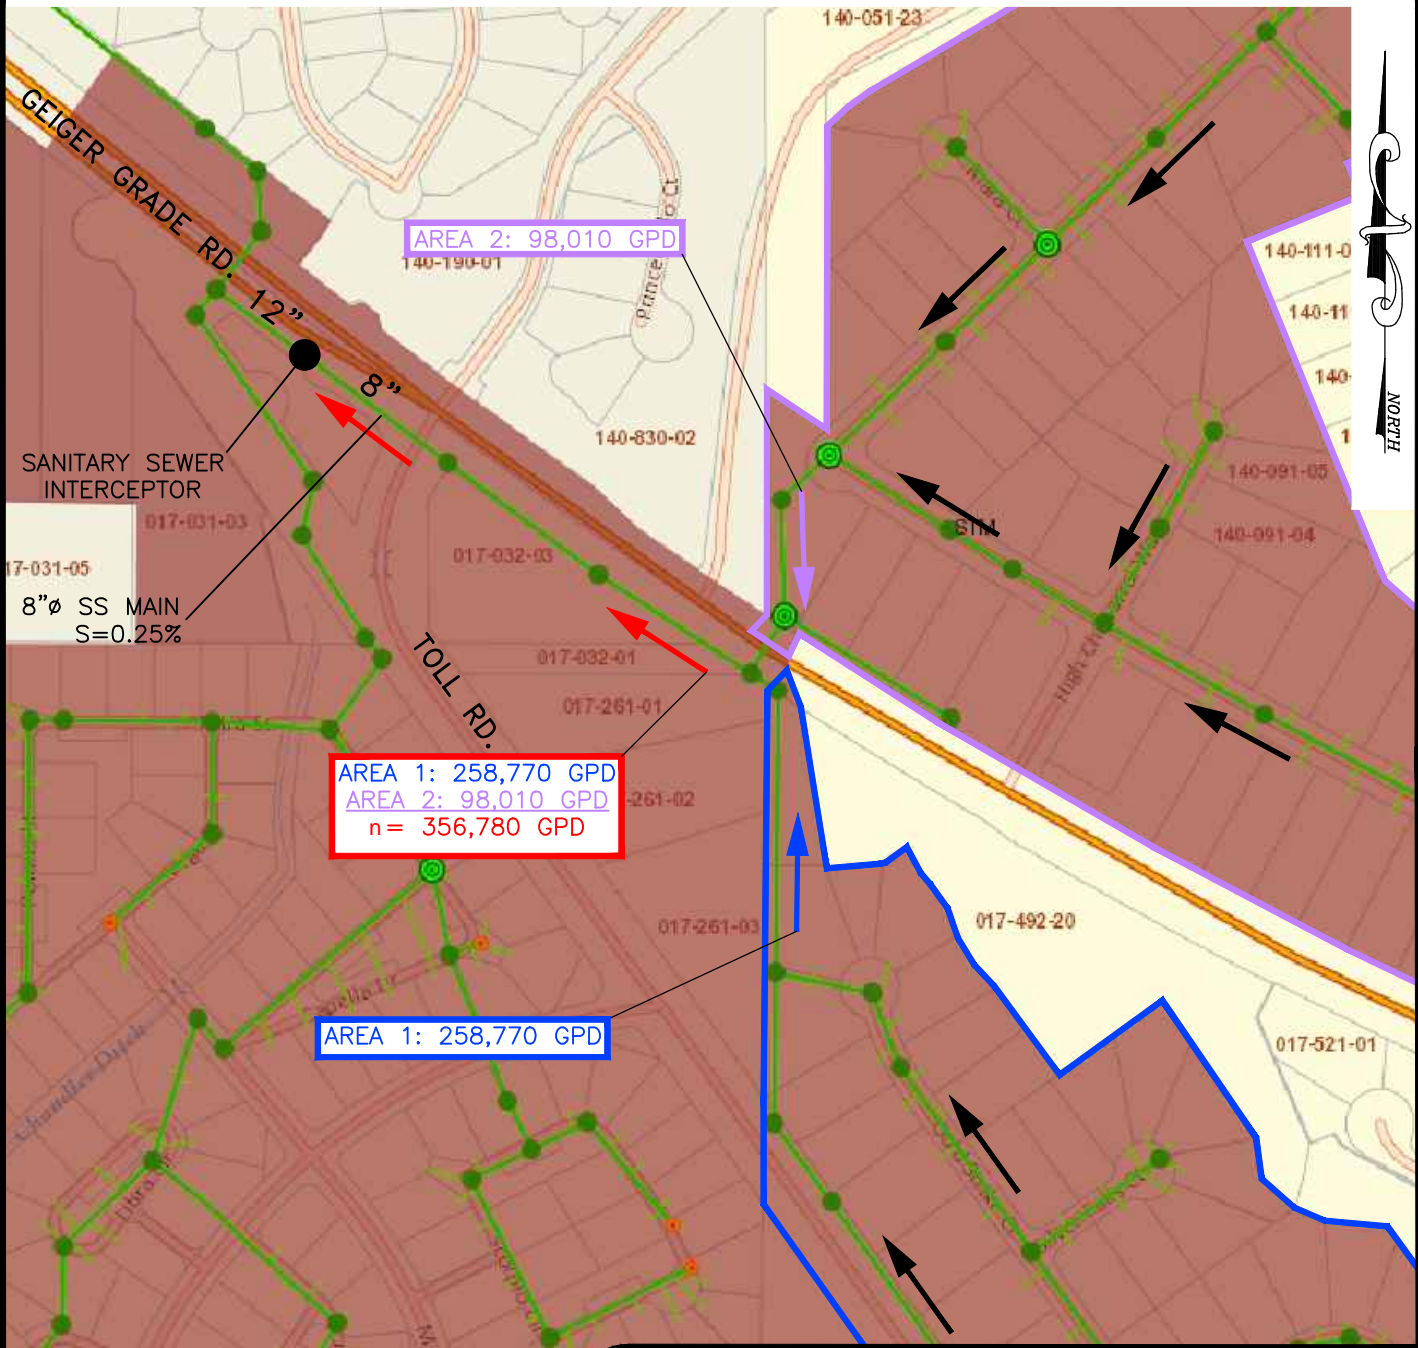 140-051-23
GEIGER GRADE RD.
AREA 2: 98,010 GPD
140-190-01
140-111-0
140-11
140-
1
NORTH
12"
8"
140-830-02
SANITARY SEWER
INTERCEPTOR
140-091-05
140-091-04
017-031-03
017-032-03
17-031-05
8"ø SS MAIN
S=0.25%
TOLL RD.
017-032-01
017-261-01
AREA 1: 258,770 GPD
AREA 2: 98,010 GPD
n= 356,780 GPD
-261-02
017-261-03
017-492-20
AREA 1: 258,770 GPD
017-521-01